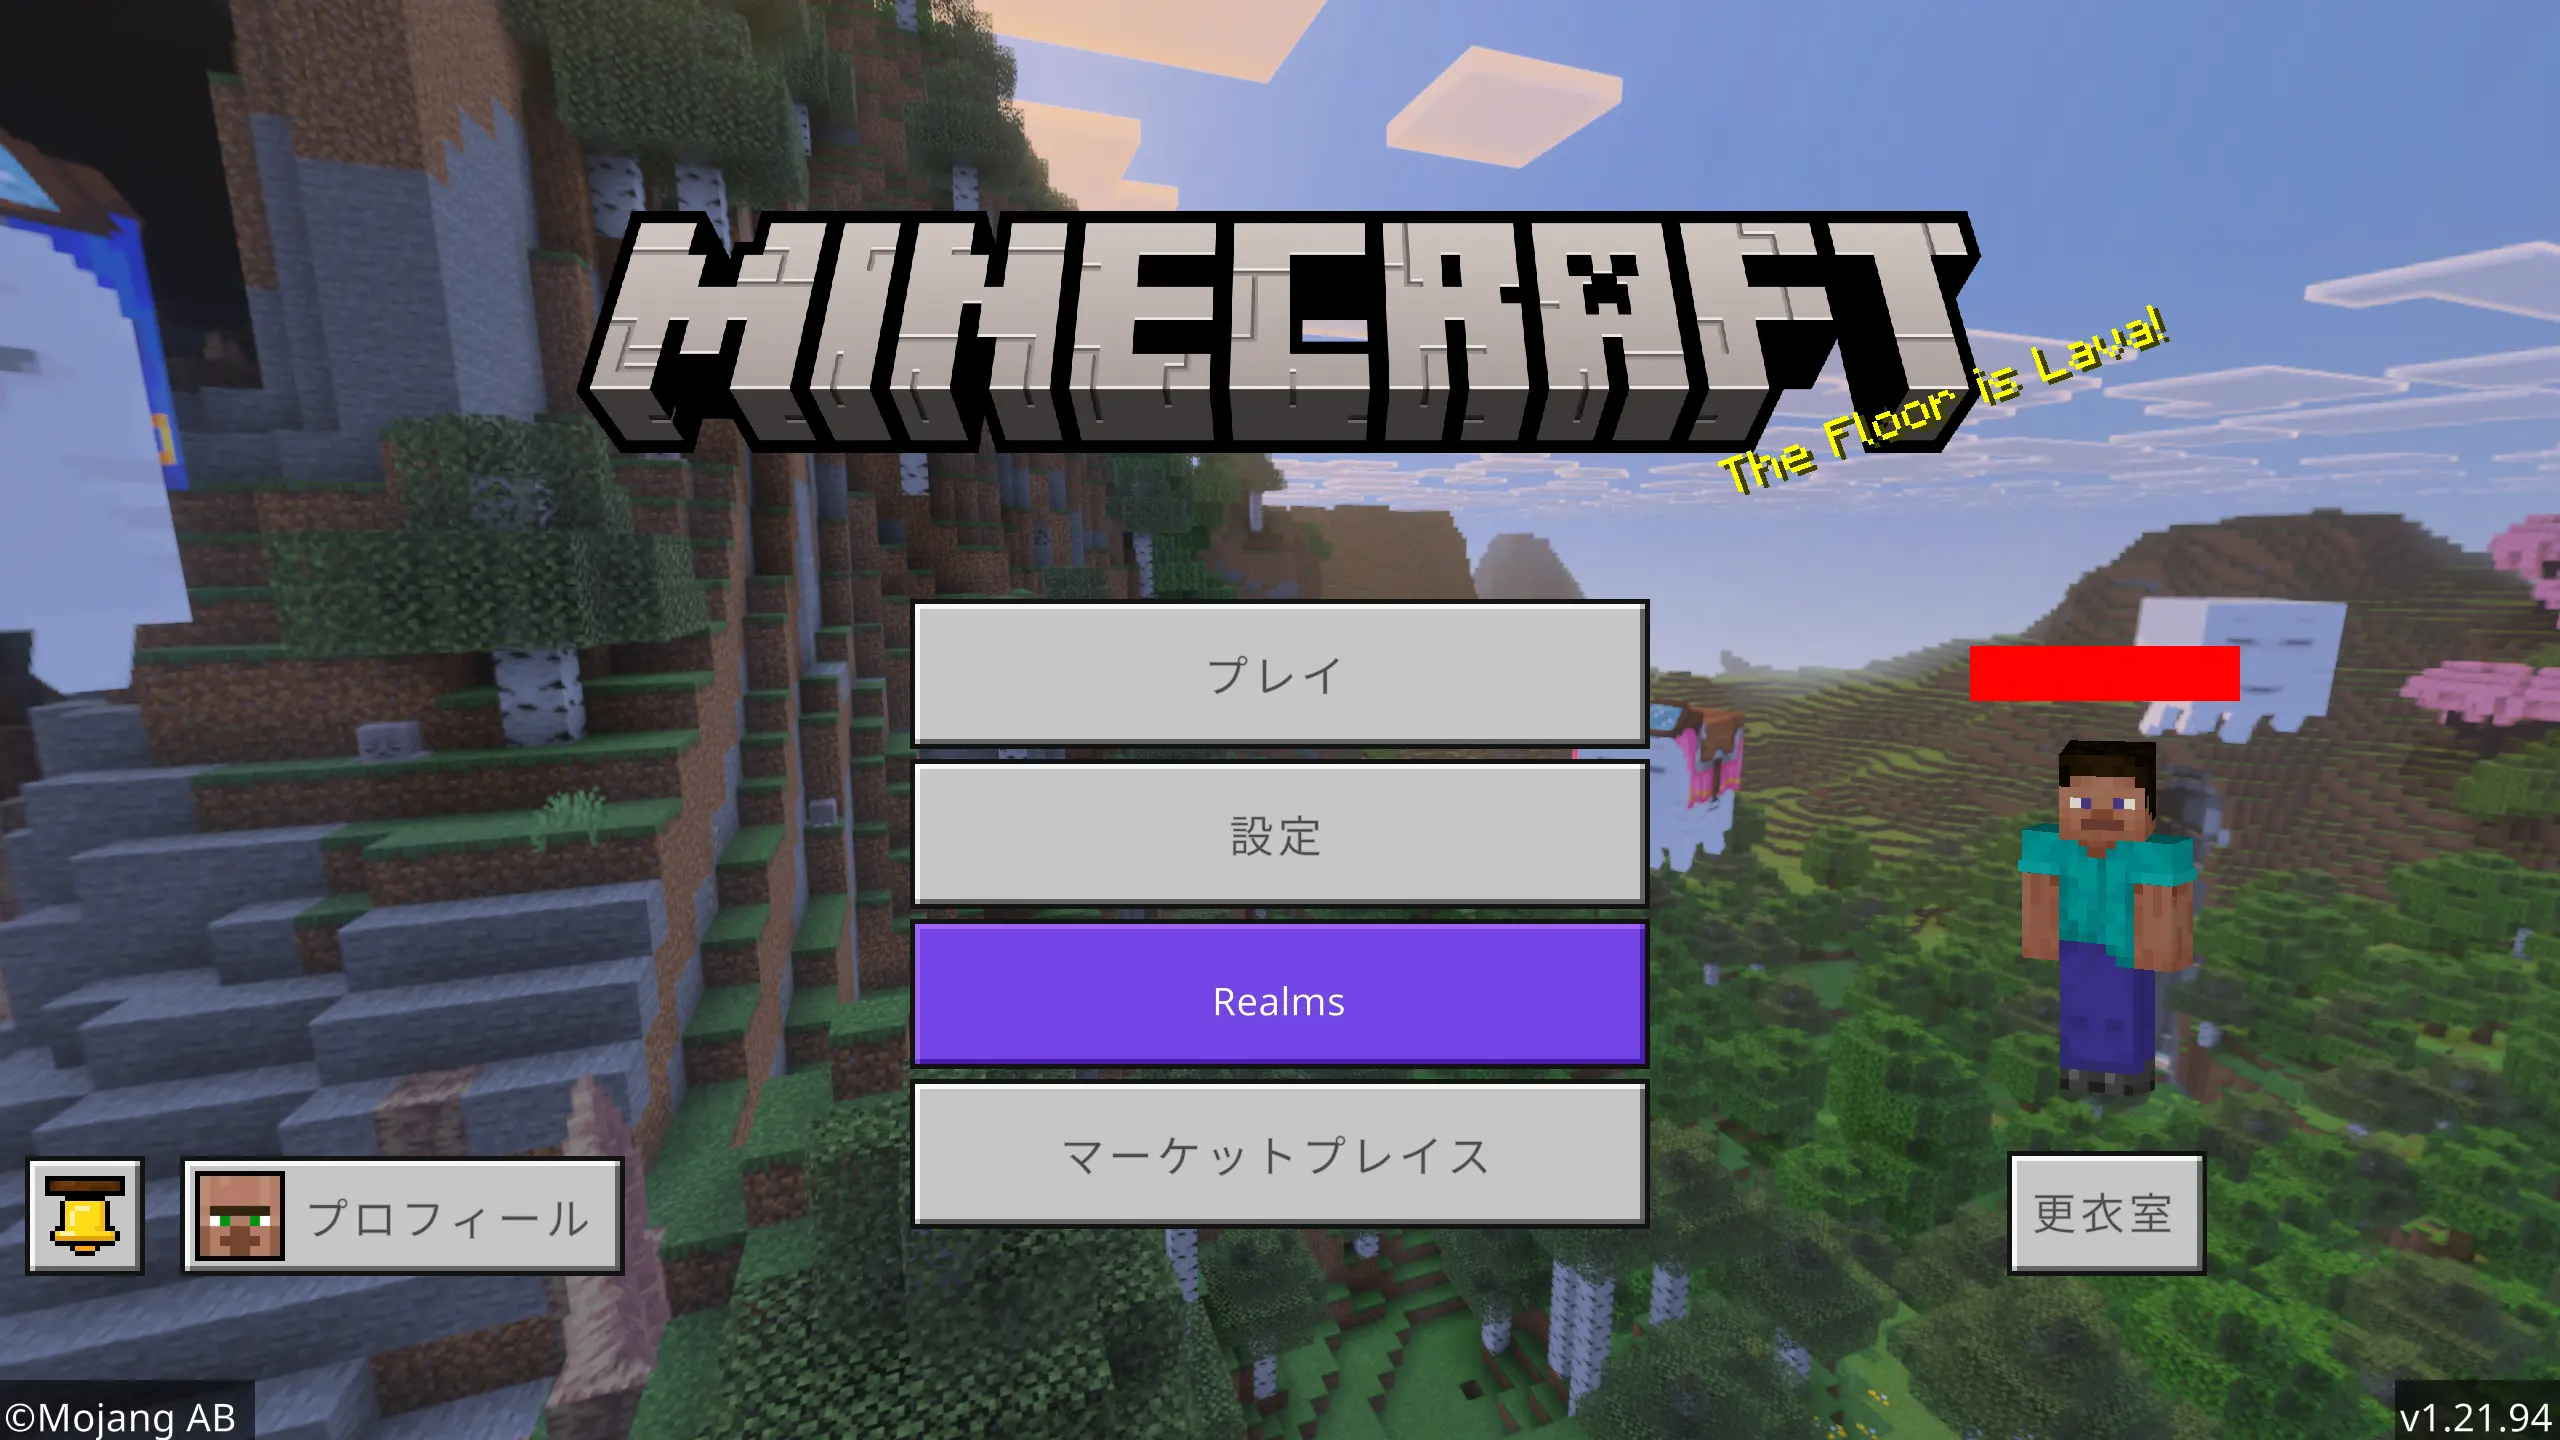 MINECRAFT
The Floor is Lava!
プレイ
設定
Realms
マーケットプレイス
プロフィール
更衣室
©Mojang AB
v1.21.94